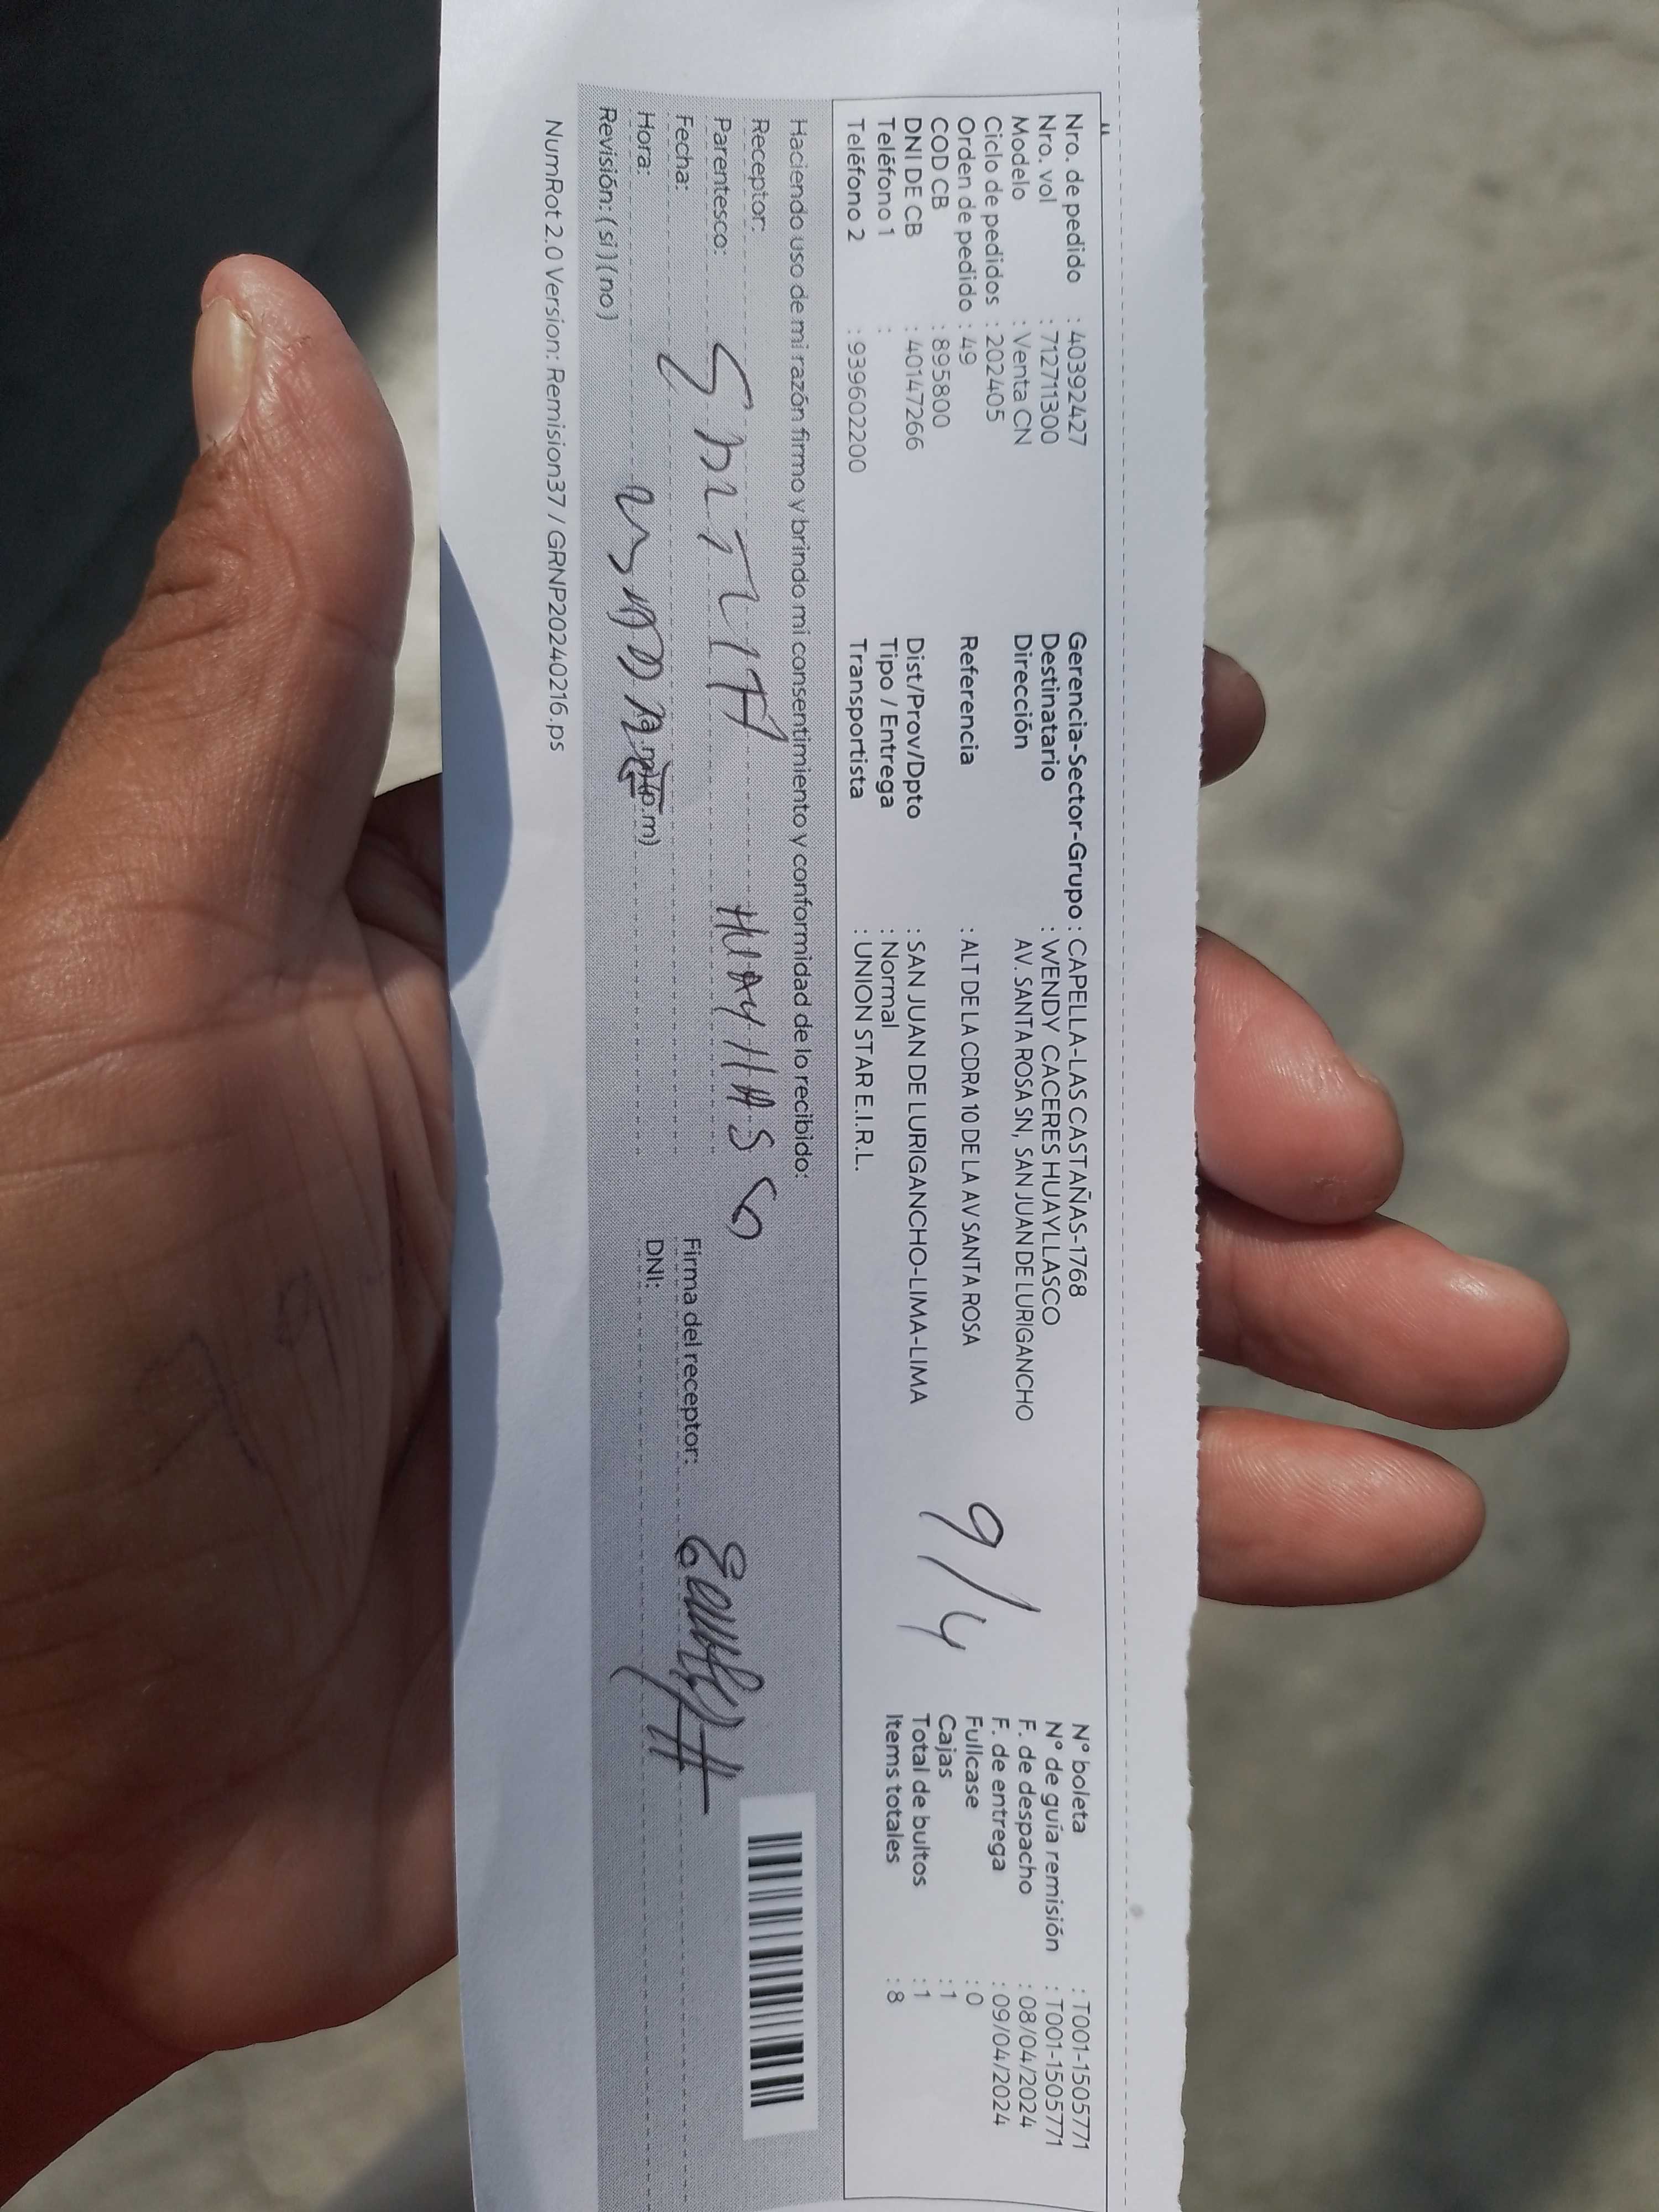 Nro. de pedido : 40392427
Nro. vol : 712711300
Modelo : Venta CN
Ciclo de pedidos : 202405
Orden de pedido : 49
COD CB : 895800
DNI DE CB : 40147266
Teléfono 1 :
Teléfono 2 : 939602200
Gerencia-Sector-Grupo : CAPELLA-LAS CASTAÑAS-1768
Destinatario : WENDY CACERES HUAYLLASCO
Dirección AV. SANTA ROSA SN, SAN JUAN DE LURIGANCHO
Referencia : ALT DE LA CDRA 10 DE LA AV SANTA ROSA
Dist/Prov/Dpto : SAN JUAN DE LURIGANCHO-LIMA-LIMA
Tipo / Entrega : Normal
Transportista : UNION STAR E.I.R.L.
9/4
N° boleta : T001-1505771
N° de guía remisión : T001-1505771
F. de despacho : 08/04/2024
F. de entrega : 09/04/2024
Fullcase : 0
Cajas : 1
Total de bultos : 1
Items totales : 8
Haciendo uso de mi razón firmo y brindo mi consentimiento y conformidad de lo recibido:
Receptor:
Parentesco:
Fecha:
Hora: p.m)
Revisión: (si) (no)
Firma del receptor:
DNI:
NumRot 2.0 Version: Remision37 / GRNP20240216.ps